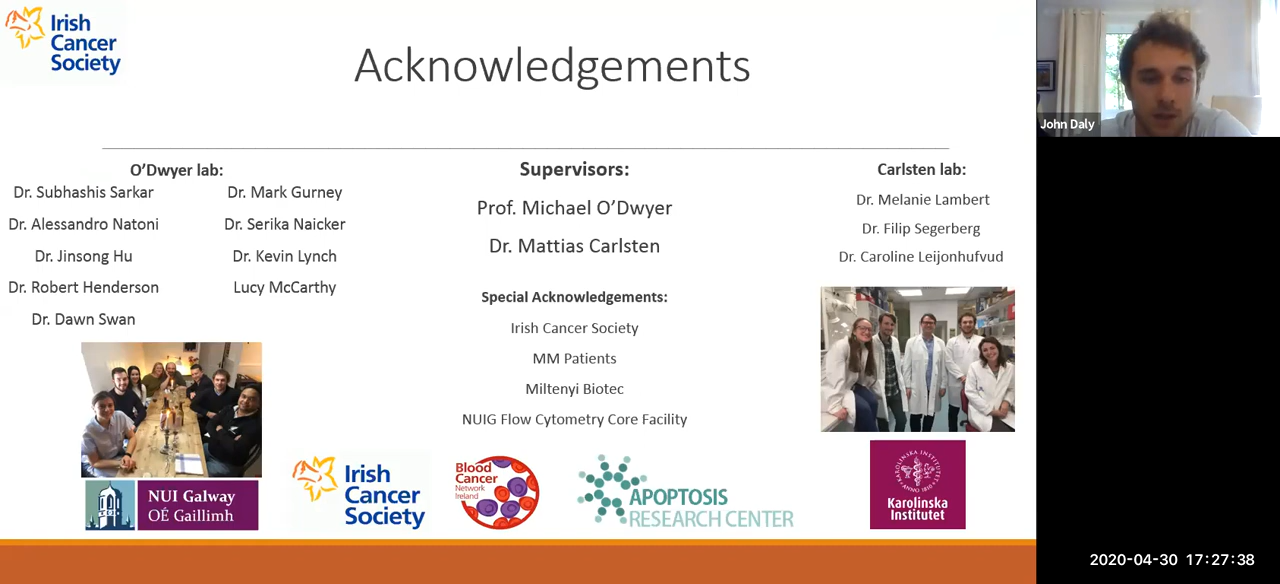 Irish
Cancer
Society
Acknowledgements
John Daly
O'Dwyer lab:
Dr. Subhashis Sarkar
Dr. Mark Gurney
Dr. Alessandro Natoni
Dr. Serika Naicker
Dr. Jinsong Hu
Dr. Kevin Lynch
Dr. Robert Henderson
Lucy McCarthy
Dr. Dawn Swan
Supervisors:
Prof. Michael O'Dwyer
Dr. Mattias Carlsten
Special Acknowledgements:
Irish Cancer Society
MM Patients
Miltenyi Biotec
NUIG Flow Cytometry Core Facility
Carlsten lab:
Dr. Melanie Lambert
Dr. Filip Segerberg
Dr. Caroline Leijonhufvud
NUI Galway
OÉ Gaillimh
Irish
Cancer
Society
Blood
Cancer
Network
Ireland
APOPTOSIS
RESEARCH CENTER
KAROLINSKA INSTITUTET
ANNO 1810
Karolinska
Institutet
2020-04-30 17:27:38